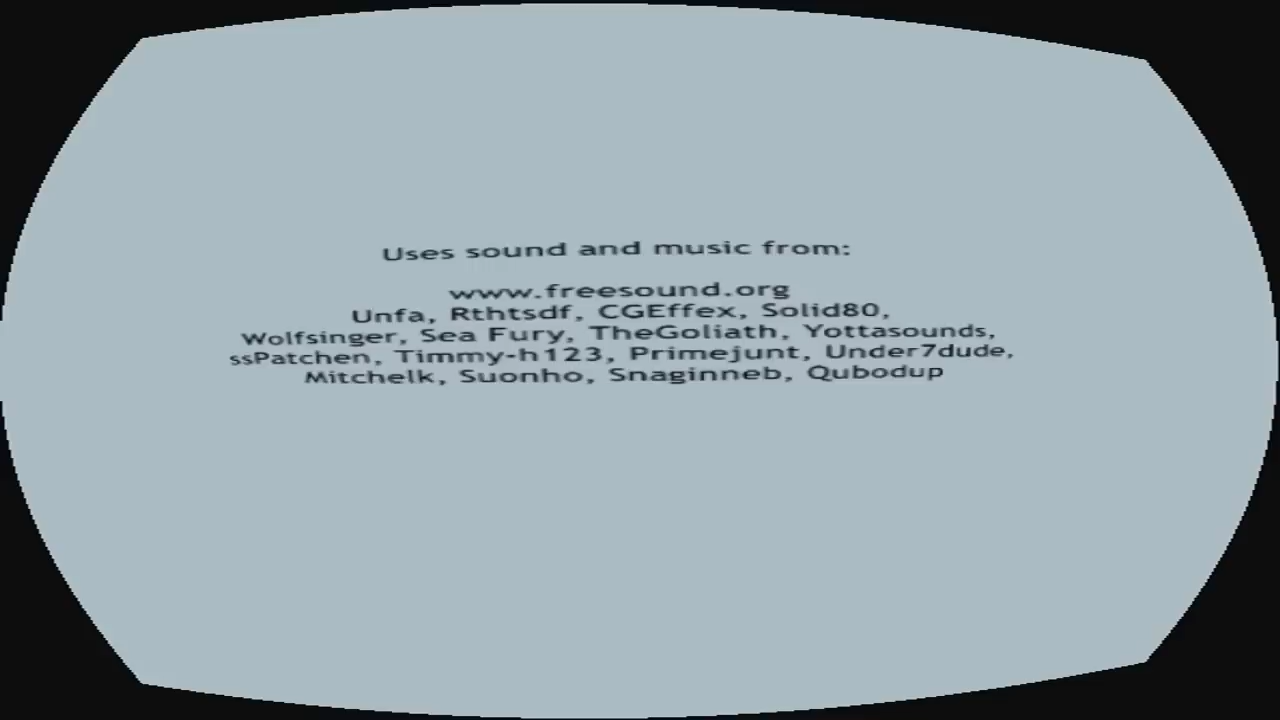 Uses sound and music from:
www.freesound.org
Unfa, Rthtsdf, CGEffex, Solid80,
Wolfsinger, Sea Fury, TheGoliath, Yottasounds,
ssPatchen, Timmy-h123, Primejunt, Under7dude,
Mitchelk, Suonho, Snaginneb, Qubodup